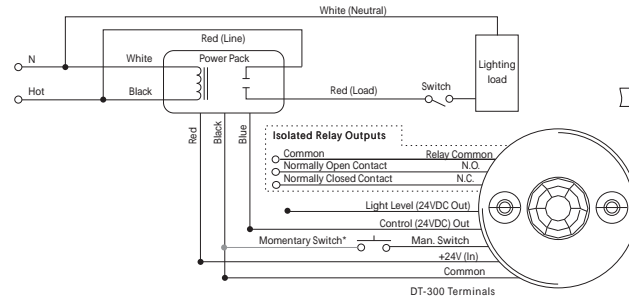 White (Neutral)
Red (Line)
N
White
Power Pack
Lighting
load
Hot
Black
Red (Load)
Switch
Red
Black
Blue
Isolated Relay Outputs
Common
Relay Common
Normally Open Contact
N.O.
Normally Closed Contact
N.C.
Light Level (24VDC Out)
Control (24VDC) Out
Momentary Switch*
Man. Switch
+24V (In)
Common
DT-300 Terminals